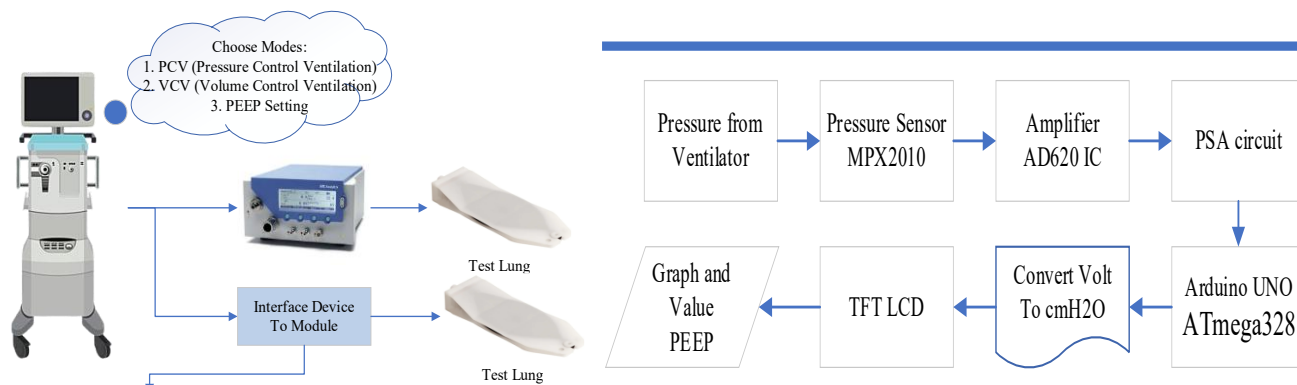 Choose Modes:
1. PCV (Pressure Control Ventilation)
2. VCV (Volume Control Ventilation)
3. PEEP Setting
Test Lung
Interface Device
To Module
Test Lung
Pressure from
Ventilator
Pressure Sensor
MPX2010
Amplifier
AD620 IC
PSA circuit
Arduino UNO
ATmega328
Convert Volt
To cmH2O
TFT LCD
Graph and
Value
PEEP